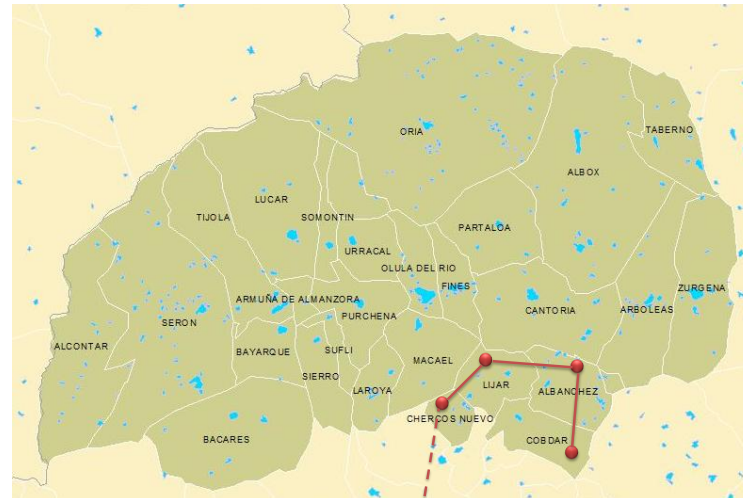 ORIA
TABERNO
ALBOX
LUCAR
TIJOLA
SOMONTIN
PARTALOA
URRACAL
OLULA DEL RIO
FINES
ZURGENA
ARMUÑA DE ALMANZORA
CANTORIA
ARBOLEAS
PURCHENA
SERON
ALCONTAR
BAYARQUE
SUFLI
MACAEL
SIERRO
LIJAR
LAROYA
ALBANCHEZ
CHERCOS NUEVO
BACARES
COBDAR